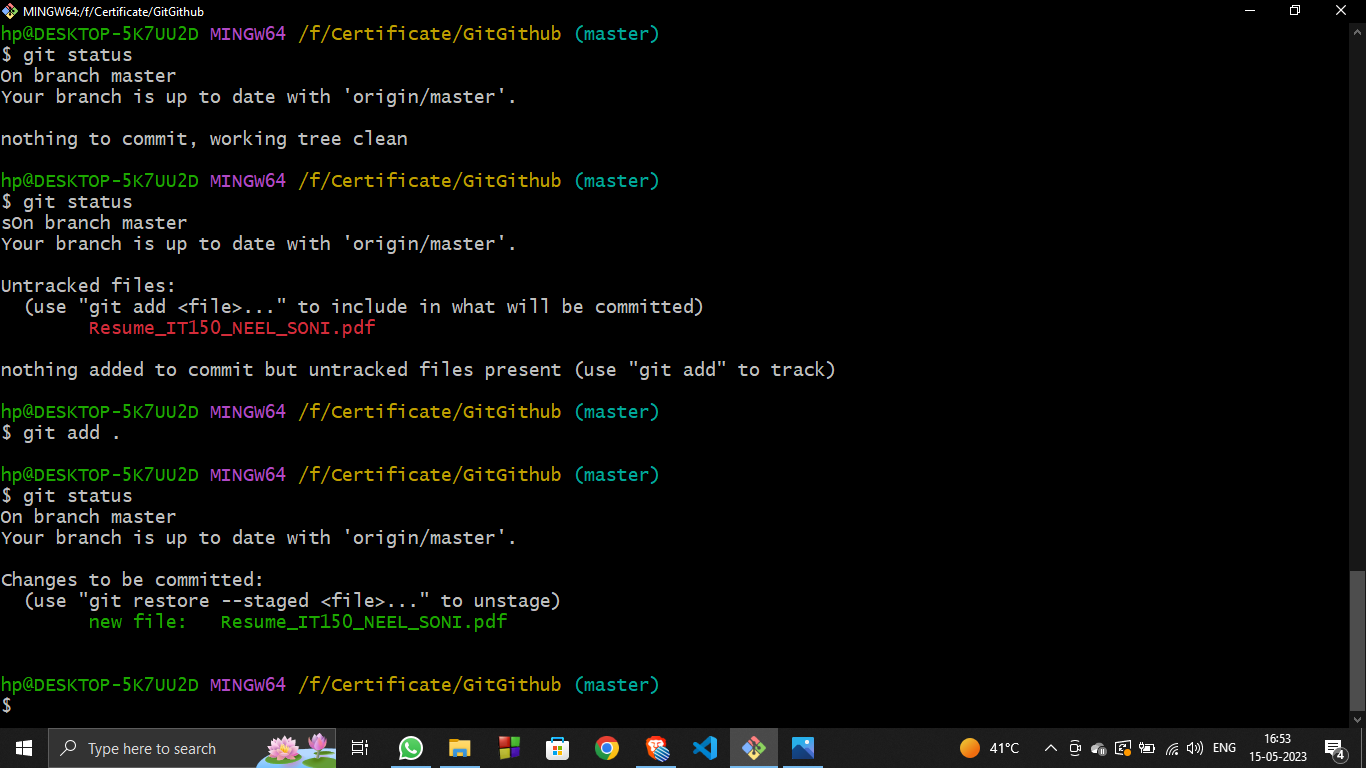 MINGW64:/f/Certificate/GitGithub
hp@DESKTOP-5K7UU2D MINGW64 /f/Certificate/GitGithub (master)
$ git status
On branch master
Your branch is up to date with 'origin/master'.
nothing to commit, working tree clean
hp@DESKTOP-5K7UU2D MINGW64 /f/Certificate/GitGithub (master)
$ git status
sOn branch master
Your branch is up to date with 'origin/master'.
Untracked files:
(use "git add <file>..." to include in what will be committed)
Resume_IT150_NEEL_SONI.pdf
nothing added to commit but untracked files present (use "git add" to track)
hp@DESKTOP-5K7UU2D MINGW64 /f/Certificate/GitGithub (master)
$ git add .
hp@DESKTOP-5K7UU2D MINGW64 /f/Certificate/GitGithub (master)
$ git status
On branch master
Your branch is up to date with 'origin/master'.
Changes to be committed:
(use "git restore --staged <file>..." to unstage)
new file:   Resume_IT150_NEEL_SONI.pdf
hp@DESKTOP-5K7UU2D MINGW64 /f/Certificate/GitGithub (master)
$
Type here to search
41°C
ENG
16:53
15-05-2023
4